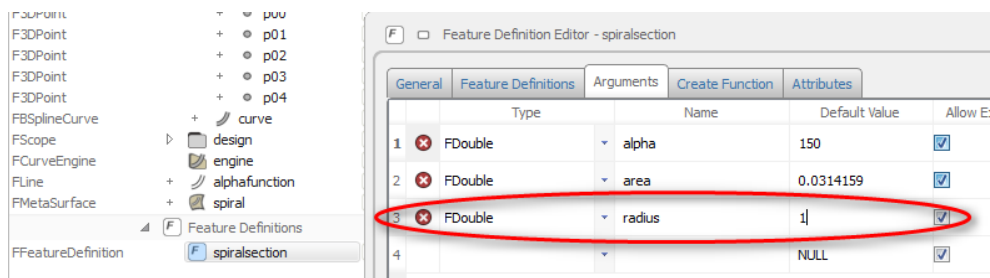 F3DPoint + p00
F3DPoint + p01
F3DPoint + p02
F3DPoint + p03
F3DPoint + p04
FBSplineCurve + curve
FScope design
FCurveEngine engine
FLine + alphafunction
FMetaSurface + spiral
F Feature Definitions
FFeatureDefinition F spiralsection
F Feature Definition Editor - spiralsection
General Feature Definitions Arguments Create Function Attributes
Type Name Default Value Allow
1 FDouble alpha 150
2 FDouble area 0.0314159
3 FDouble radius 1
4 NULL